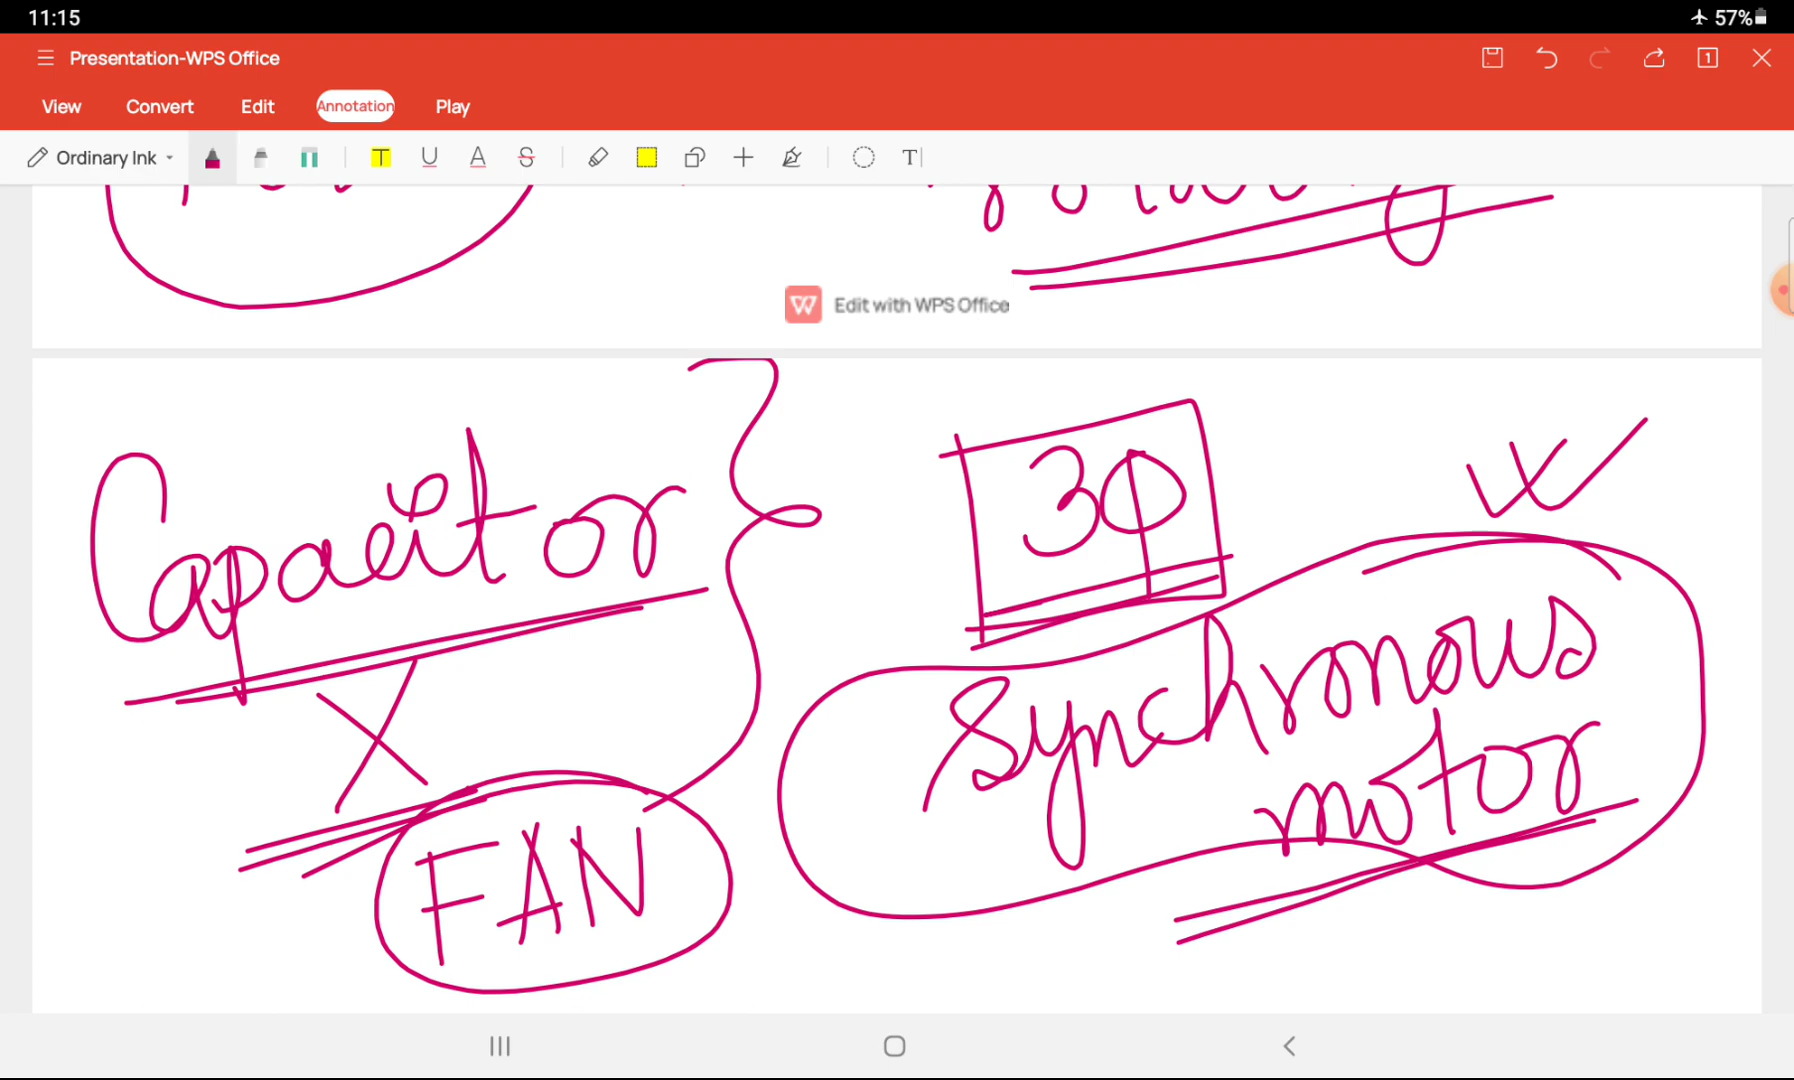 11:15
57%
Presentation-WPS Office
1
View Convert Edit Annotation Play
Ordinary Ink T U A S T
Edit with WPS Office
Capacitor
3Φ
Synchronous
motor
X
FAN